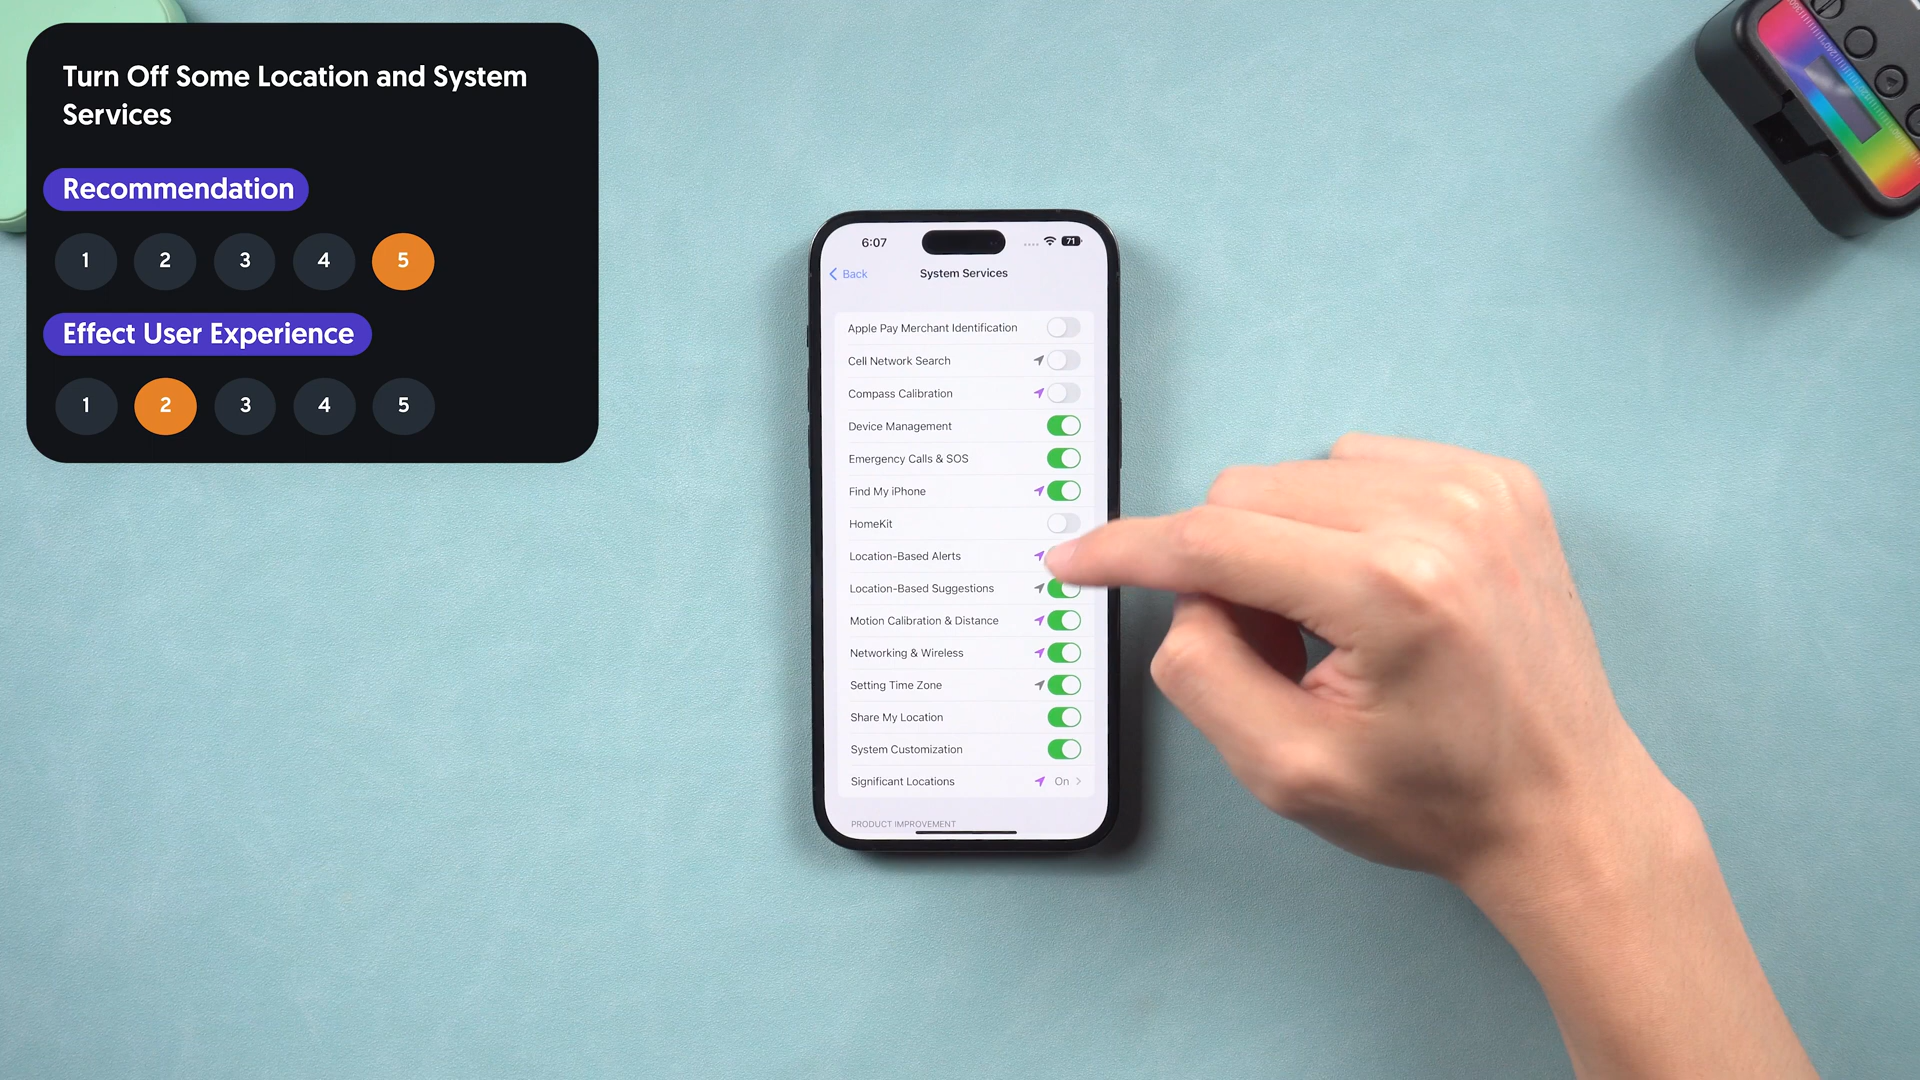 Turn Off Some Location and System
Services
Recommendation
1 2 3 4 5
Effect User Experience
1 2 3 4 5
6:07
71
Back
System Services
Apple Pay Merchant Identification
Cell Network Search
Compass Calibration
Device Management
Emergency Calls & SOS
Find My iPhone
HomeKit
Location-Based Alerts
Location-Based Suggestions
Motion Calibration & Distance
Networking & Wireless
Setting Time Zone
Share My Location
System Customization
Significant Locations On
PRODUCT IMPROVEMENT